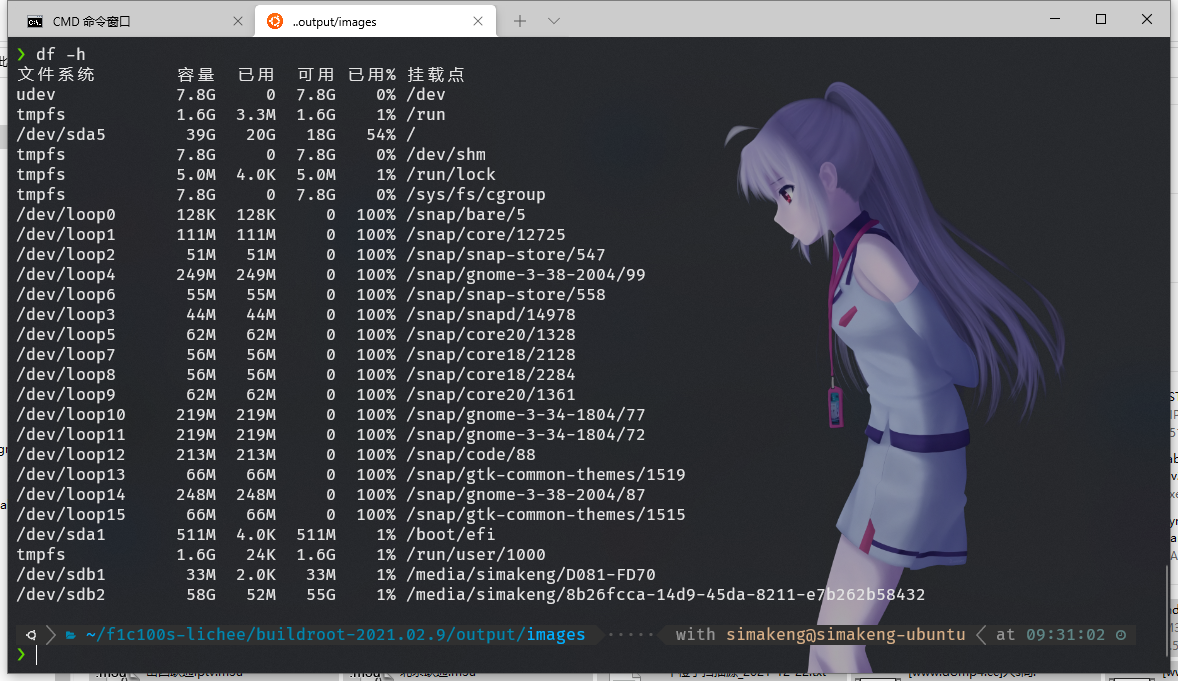 CMD 命令窗口
..output/images
❯ df -h
文件系统 容量 已用 可用 已用% 挂载点
udev 7.8G 0 7.8G 0% /dev
tmpfs 1.6G 3.3M 1.6G 1% /run
/dev/sda5 39G 20G 18G 54% /
tmpfs 7.8G 0 7.8G 0% /dev/shm
tmpfs 5.0M 4.0K 5.0M 1% /run/lock
tmpfs 7.8G 0 7.8G 0% /sys/fs/cgroup
/dev/loop0 128K 128K 0 100% /snap/bare/5
/dev/loop1 111M 111M 0 100% /snap/core/12725
/dev/loop2 51M 51M 0 100% /snap/snap-store/547
/dev/loop4 249M 249M 0 100% /snap/gnome-3-38-2004/99
/dev/loop6 55M 55M 0 100% /snap/snap-store/558
/dev/loop3 44M 44M 0 100% /snap/snapd/14978
/dev/loop5 62M 62M 0 100% /snap/core20/1328
/dev/loop7 56M 56M 0 100% /snap/core18/2128
/dev/loop8 56M 56M 0 100% /snap/core18/2284
/dev/loop9 62M 62M 0 100% /snap/core20/1361
/dev/loop10 219M 219M 0 100% /snap/gnome-3-34-1804/77
/dev/loop11 219M 219M 0 100% /snap/gnome-3-34-1804/72
/dev/loop12 213M 213M 0 100% /snap/code/88
/dev/loop13 66M 66M 0 100% /snap/gtk-common-themes/1519
/dev/loop14 248M 248M 0 100% /snap/gnome-3-38-2004/87
/dev/loop15 66M 66M 0 100% /snap/gtk-common-themes/1515
/dev/sda1 511M 4.0K 511M 1% /boot/efi
tmpfs 1.6G 24K 1.6G 1% /run/user/1000
/dev/sdb1 33M 2.0K 33M 1% /media/simakeng/D081-FD70
/dev/sdb2 58G 52M 55G 1% /media/simakeng/8b26fcca-14d9-45da-8211-e7b262b58432
~/f1c100s-lichee/buildroot-2021.02.9/output/images ····· with simakeng@simakeng-ubuntu at 09:31:02
❯